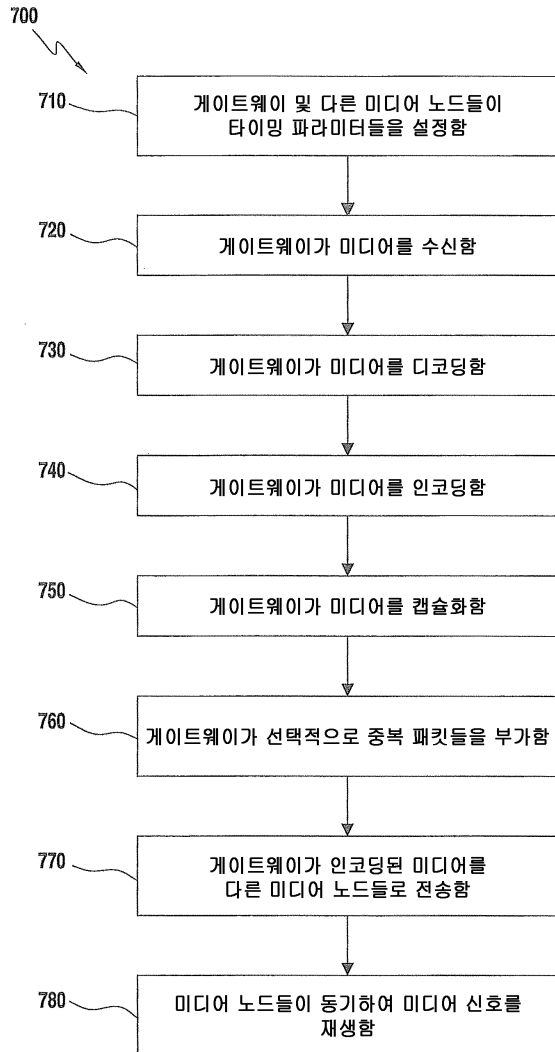 700
710
게이트웨이 및 다른 미디어 노드들이
타이밍 파라미터들을 설정함
720
게이트웨이가 미디어를 수신함
730
게이트웨이가 미디어를 디코딩함
740
게이트웨이가 미디어를 인코딩함
750
게이트웨이가 미디어를 캡슐화함
760
게이트웨이가 선택적으로 중복 패킷들을 부가함
770
게이트웨이가 인코딩된 미디어를
다른 미디어 노드들로 전송함
780
미디어 노드들이 동기하여 미디어 신호를
재생함